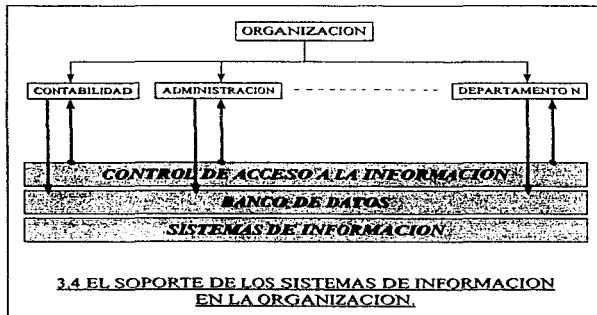 ORGANIZACION
CONTABILIDAD
ADMINISTRACION
DEPARTAMENTO N
CONTROL DE ACCESO A LA INFORMACION
BANCO DE DATOS
SISTEMAS DE INFORMACION
3.4 EL SOPORTE DE LOS SISTEMAS DE INFORMACION
EN LA ORGANIZACION.